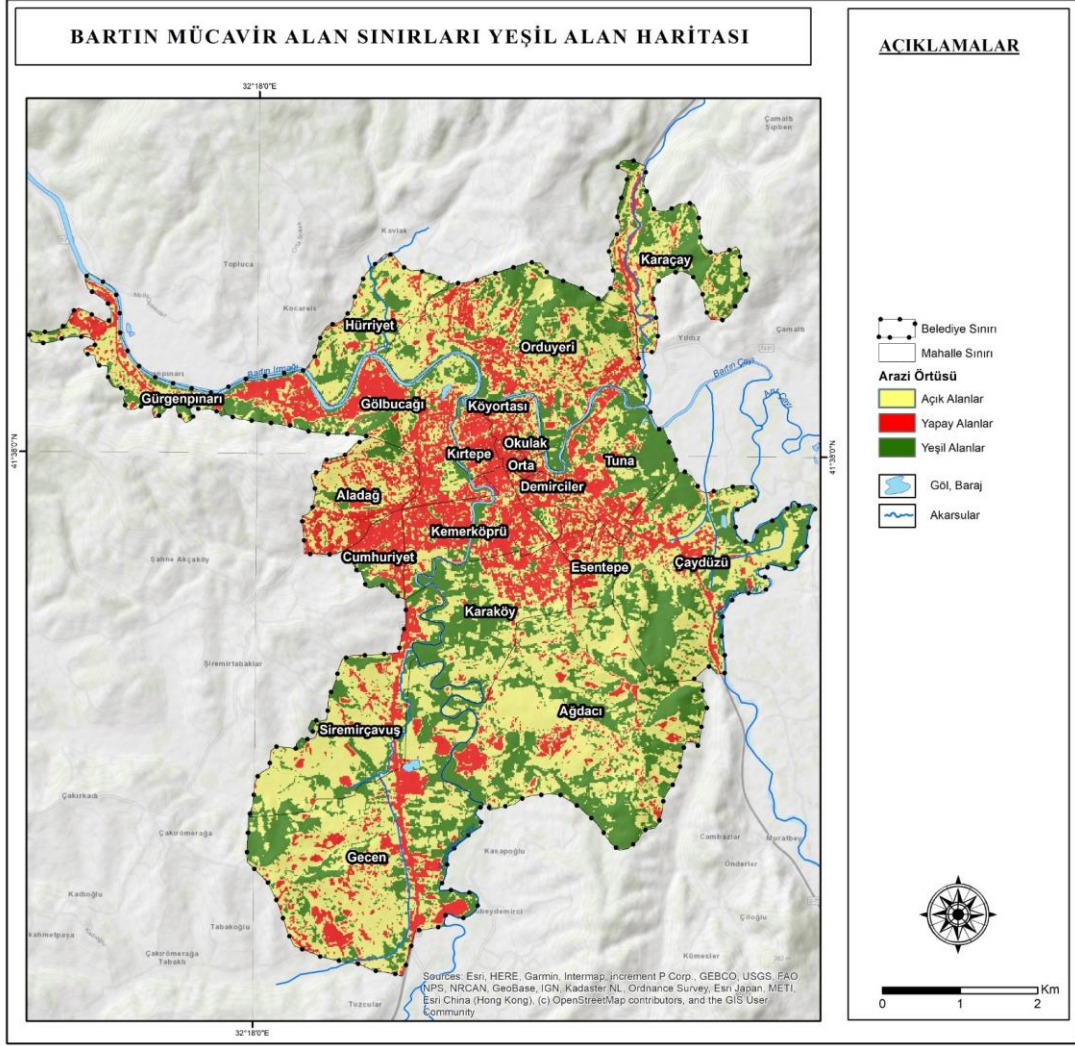 BARTIN MÜCAVİR ALAN SINIRLARI YEŞİL ALAN HARİTASI
AÇIKLAMALAR
32°18'0"E
Çamaltı
Karaçay
Kavlak
Topluca
Kocareis
Hürriyet
Orduyeri
Yıldız
Çamaltı
Bartın Irmağı
Bartın Çayı
Gürgenpınarı
Gölbucağı
Köyortası
Okulak
Kırtepe
Orta
Tuna
Demirciler
41°38'0"N
41°38'0"N
Aladağ
Kemerköprü
Cumhuriyet
Esentepe
Çaydüzü
Şahne Akçaköy
Karaköy
Şiremirtabaklar
Ağdacı
Siremirçavuş
Çakırkadı
Çakırömerağa
Kasapoğlu
Cambazlar
Muratbey
Önderler
Gecen
Kadıoğlu
Tabakoğlu
Çiloğlu
Çakırömerağa
Tabaklı
Kümesler
Tuzcular
Sources: Esri, HERE, Garmin, Intermap, increment P Corp., GEBCO, USGS, FAO,
NPS, NRCAN, GeoBase, IGN, Kadaster NL, Ordnance Survey, Esri Japan, METI,
Esri China (Hong Kong), (c) OpenStreetMap contributors, and the GIS User
Community
32°18'0"E
Belediye Sınırı
Mahalle Sınırı
Arazi Örtüsü
Açık Alanlar
Yapay Alanlar
Yeşil Alanlar
Göl, Baraj
Akarsular
0 1 2 Km